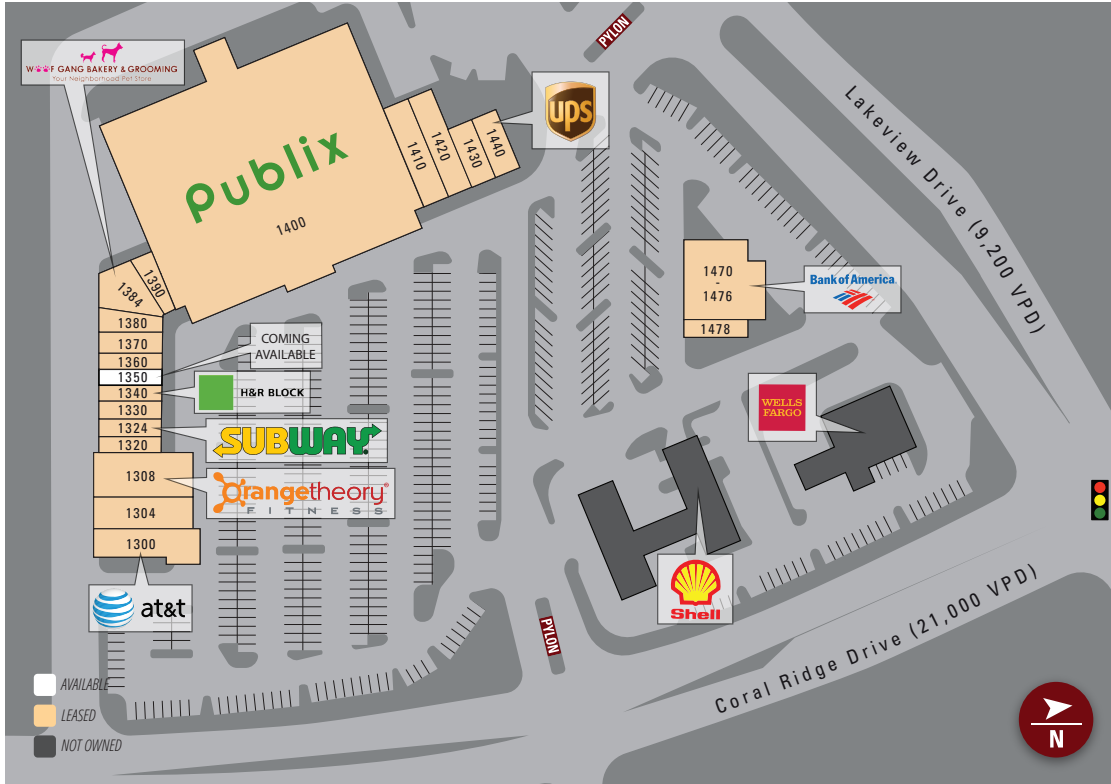 PYLON
WOOF GANG BAKERY & GROOMING
Your Neighborhood Pet Store
ups
Lakeview Drive (9,200 VPD)
Publix
1400
1410
1420
1430
1440
1390
1384
1380
1370
1360
1350
1340
1330
1324
1320
1308
1304
1300
COMING
AVAILABLE
H&R BLOCK
SUBWAY
Orangetheory®
FITNESS
at&t
1470
-
1476
1478
Bank of America
WELLS
FARGO
Shell
PYLON
Coral Ridge Drive (21,000 VPD)
AVAILABLE
LEASED
NOT OWNED
N